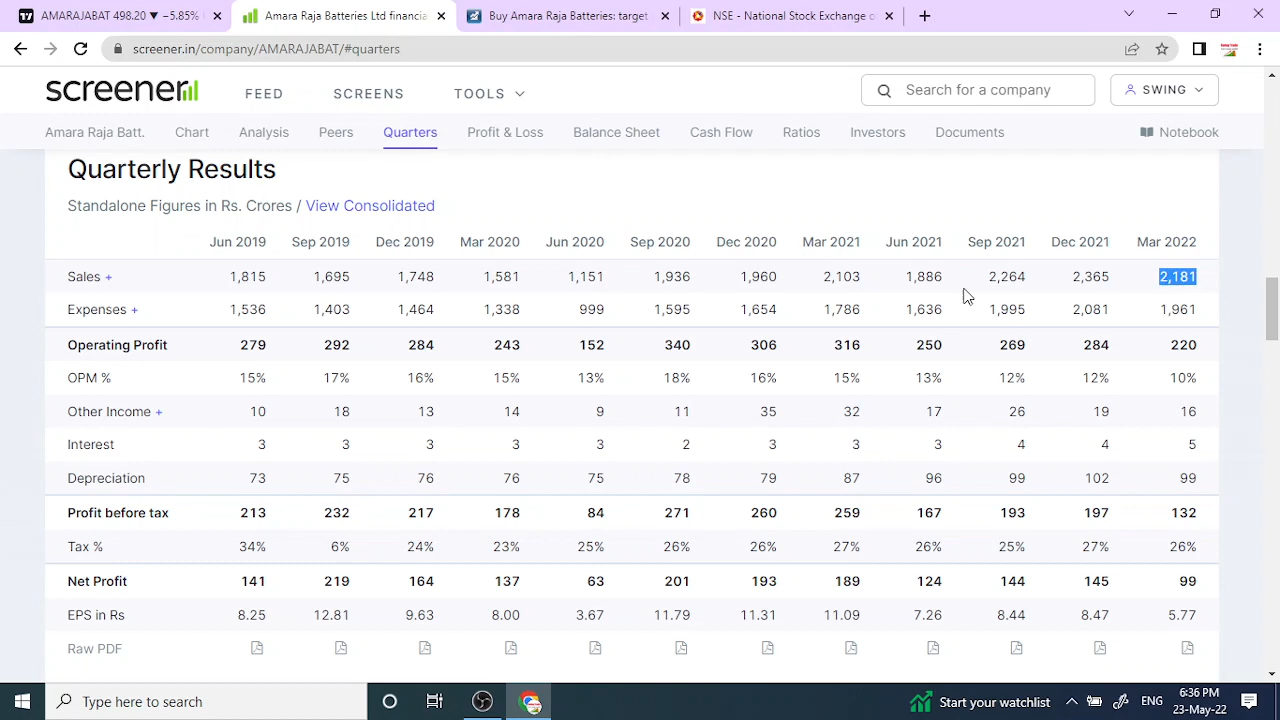 AMARAJABAT 498.20 ▼ −5.85%
Amara Raja Batteries Ltd financi
Buy Amara Raja Batteries: target
NSE - National Stock Exchange o
screener.in/company/AMARAJABAT/#quarters
screener
FEED SCREENS TOOLS
Search for a company
SWING
Amara Raja Batt. Chart Analysis Peers Quarters Profit & Loss Balance Sheet Cash Flow Ratios Investors Documents Notebook
Quarterly Results
Standalone Figures in Rs. Crores / View Consolidated
Jun 2019 Sep 2019 Dec 2019 Mar 2020 Jun 2020 Sep 2020 Dec 2020 Mar 2021 Jun 2021 Sep 2021 Dec 2021 Mar 2022
Sales + 1,815 1,695 1,748 1,581 1,151 1,936 1,960 2,103 1,886 2,264 2,365 2,181
Expenses + 1,536 1,403 1,464 1,338 999 1,595 1,654 1,786 1,636 1,995 2,081 1,961
Operating Profit 279 292 284 243 152 340 306 316 250 269 284 220
OPM % 15% 17% 16% 15% 13% 18% 16% 15% 13% 12% 12% 10%
Other Income + 10 18 13 14 9 11 35 32 17 26 19 16
Interest 3 3 3 3 3 2 3 3 3 4 4 5
Depreciation 73 75 76 76 75 78 79 87 96 99 102 99
Profit before tax 213 232 217 178 84 271 260 259 167 193 197 132
Tax % 34% 6% 24% 23% 25% 26% 26% 27% 26% 25% 27% 26%
Net Profit 141 219 164 137 63 201 193 189 124 144 145 99
EPS in Rs 8.25 12.81 9.63 8.00 3.67 11.79 11.31 11.09 7.26 8.44 8.47 5.77
Raw PDF
Type here to search
Start your watchlist
ENG
6:36 PM
23-May-22